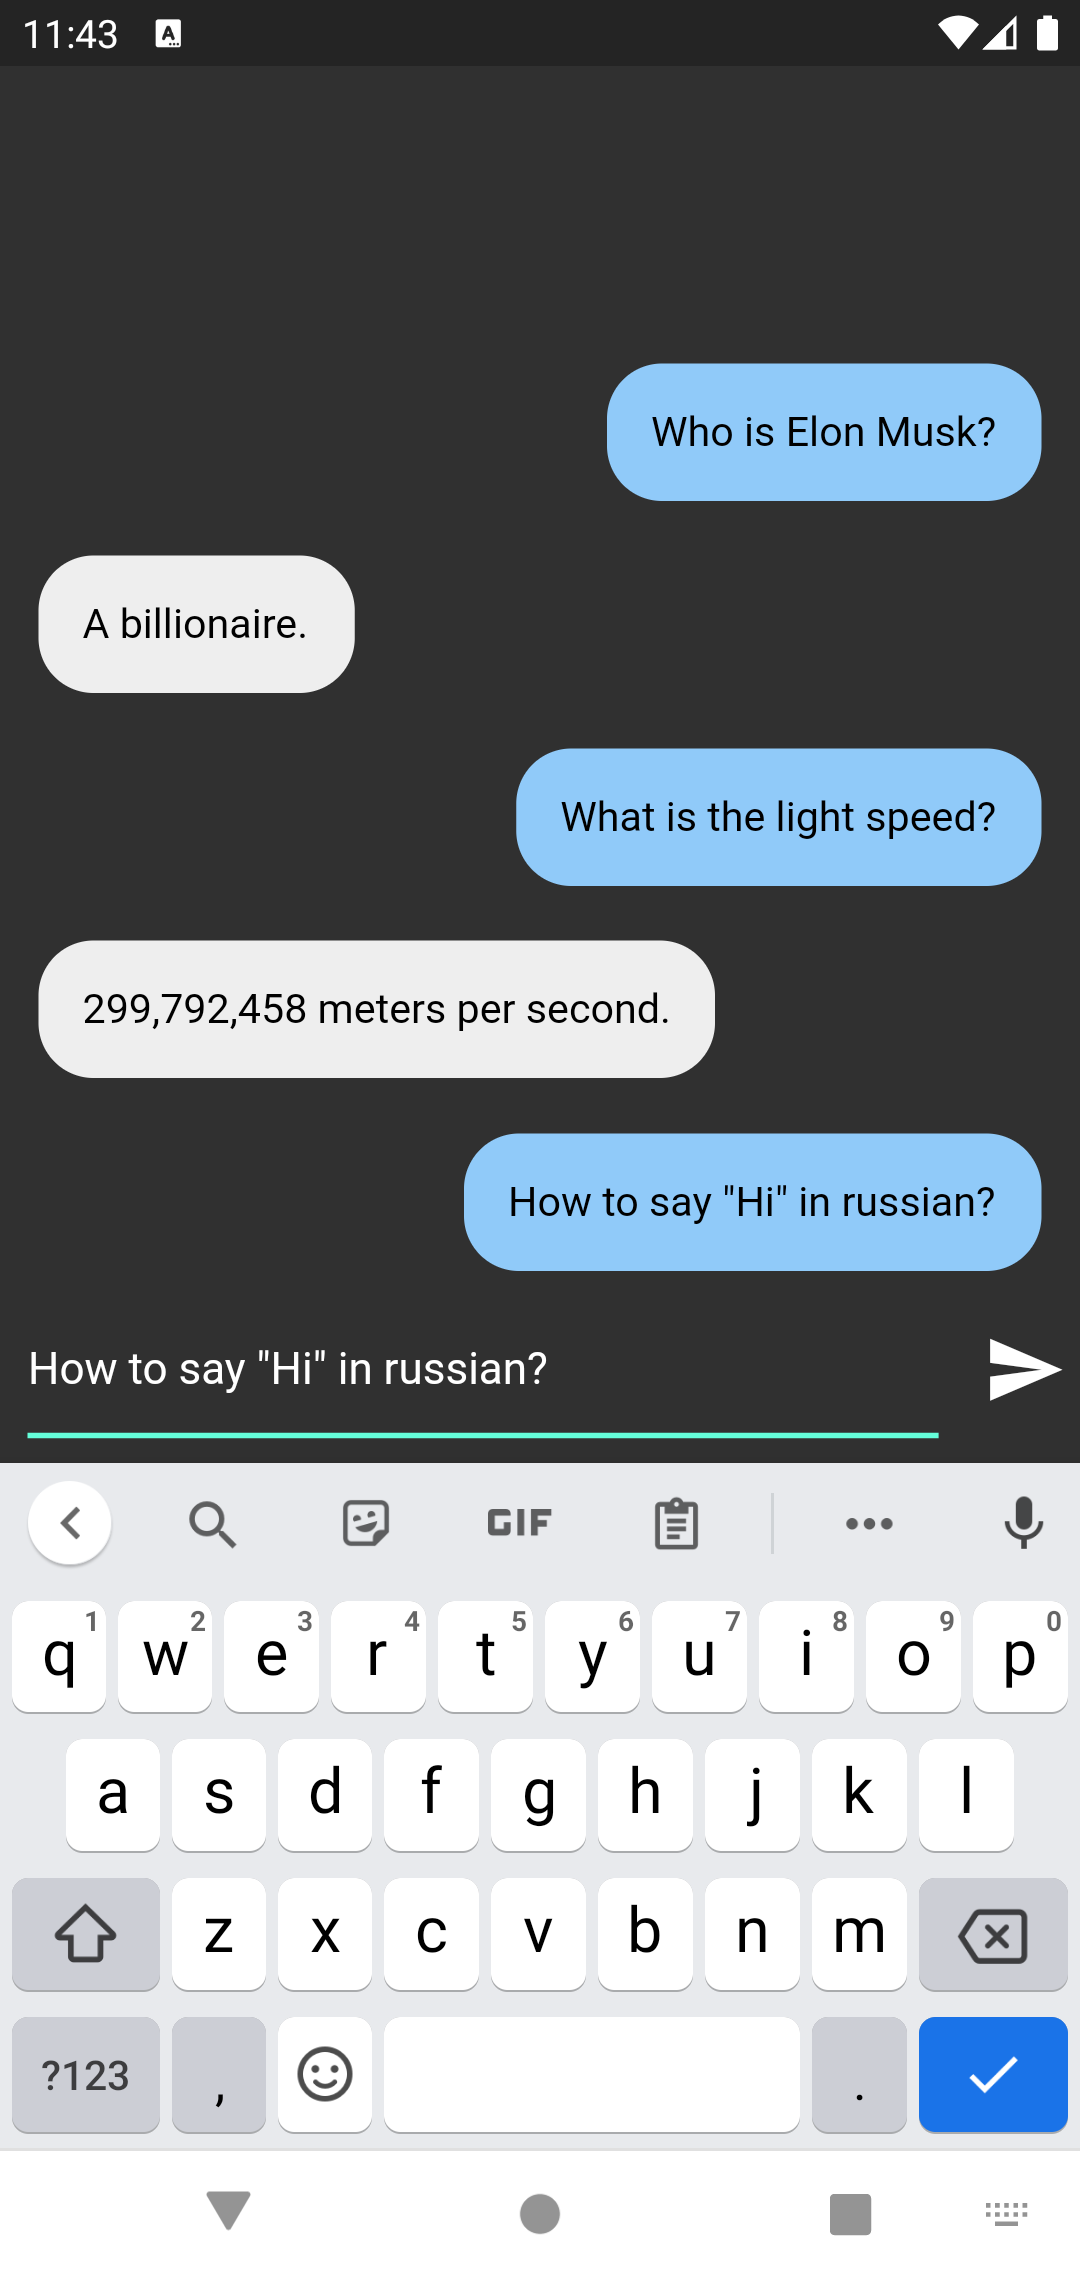 11:43
Who is Elon Musk?
A billionaire.
What is the light speed?
299,792,458 meters per second.
How to say "Hi" in russian?
How to say "Hi" in russian?
GIF
q 1 w 2 e 3 r 4 t 5 y 6 u 7 i 8 o 9 p 0
a s d f g h j k l
z x c v b n m
?123 , .